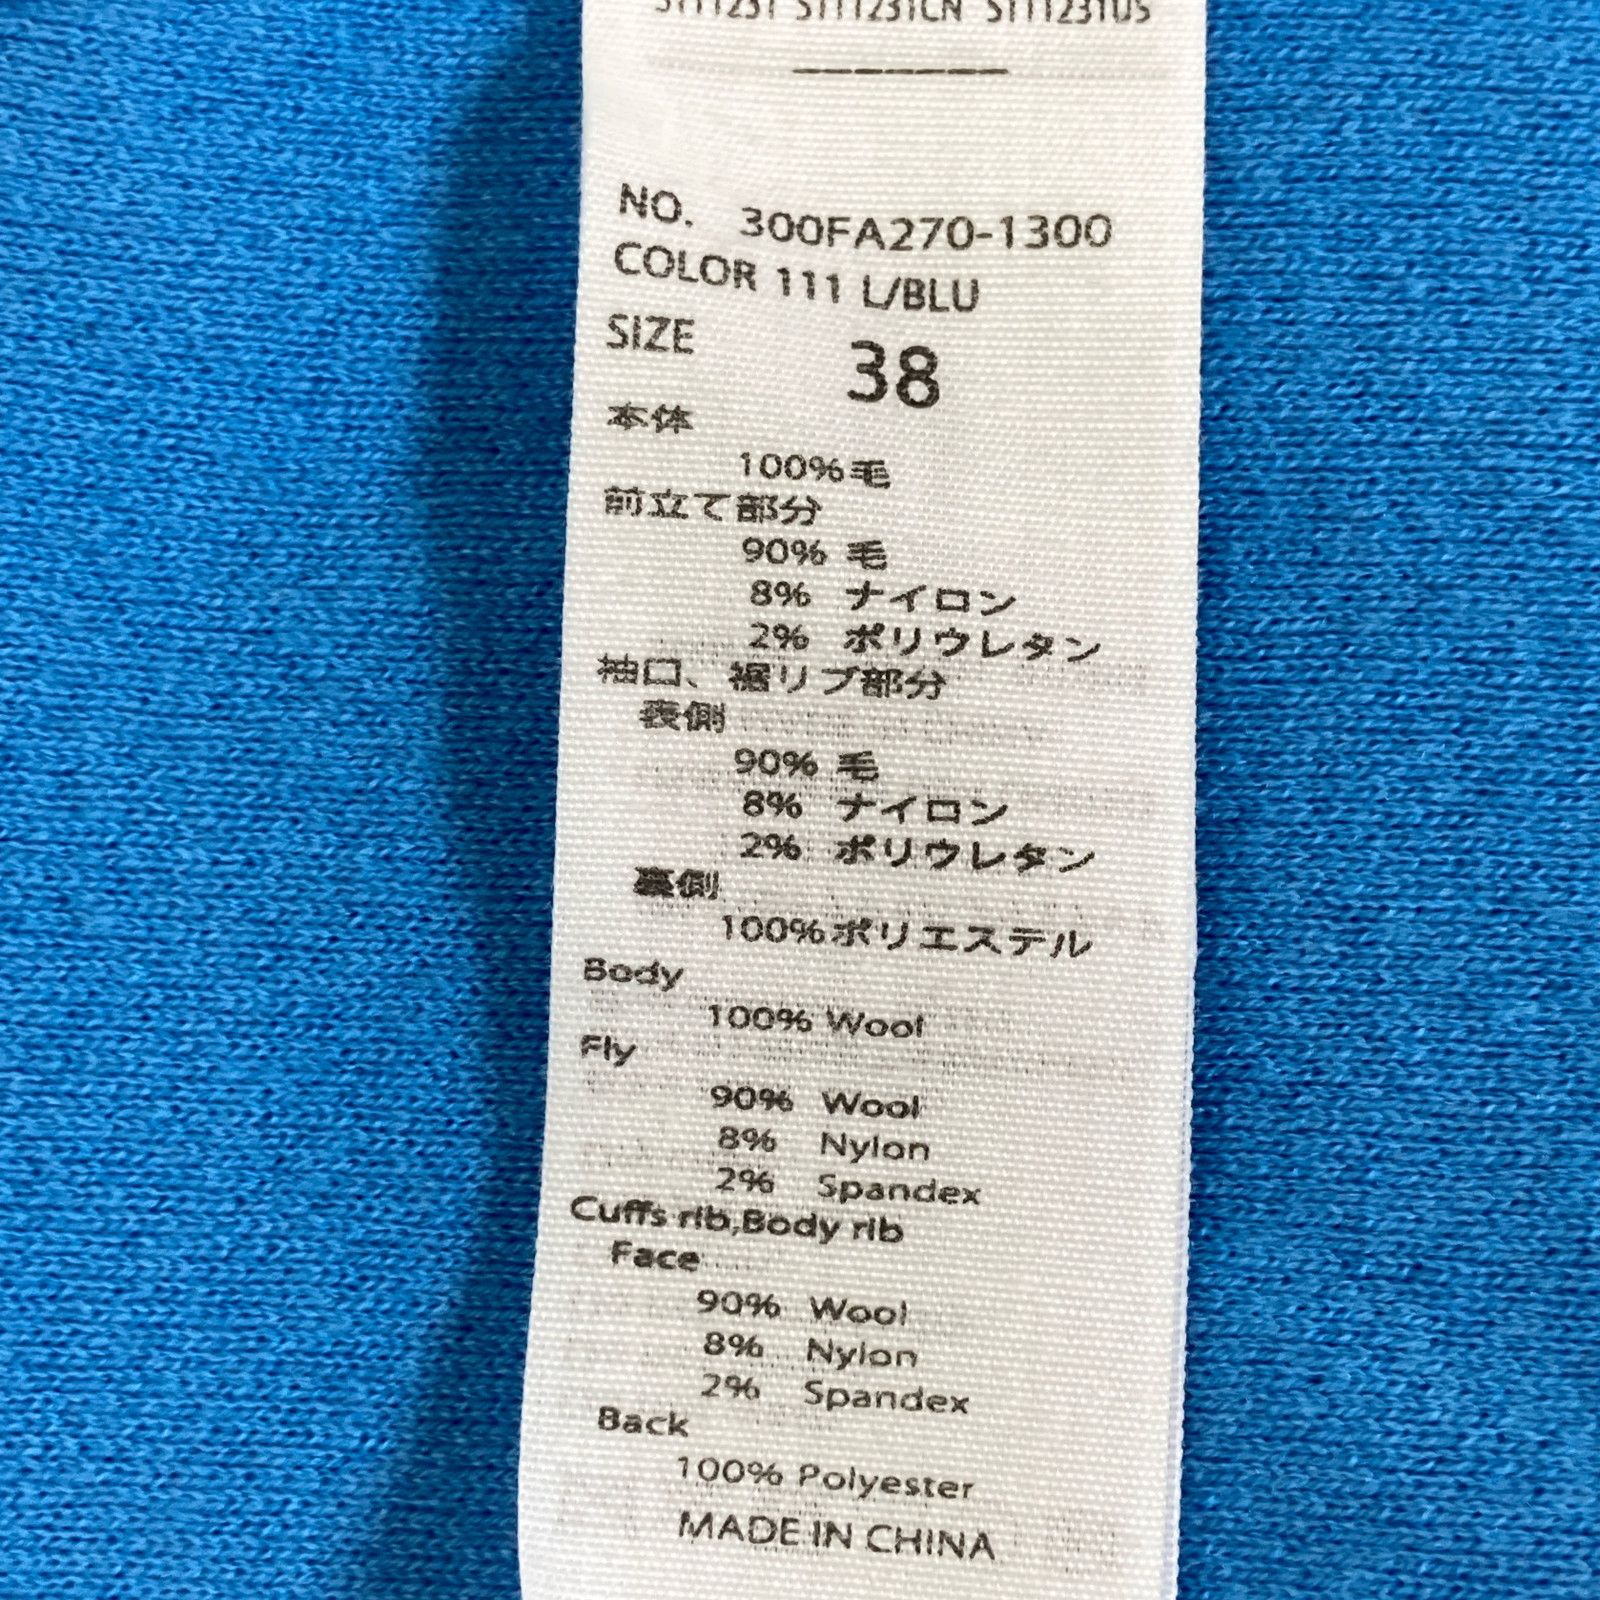 S111231 S111231CN S111231US
NO. 300FA270-1300
COLOR 111 L/BLU
SIZE 38
本体
100% 毛
前立て部分
90% 毛
8% ナイロン
2% ポリウレタン
袖口、裾リブ部分
表側
90% 毛
8% ナイロン
2% ポリウレタン
裏側
100% ポリエステル
Body
100% Wool
Fly
90% Wool
8% Nylon
2% Spandex
Cuffs rib,Body rib
Face
90% Wool
8% Nylon
2% Spandex
Back
100% Polyester
MADE IN CHINA